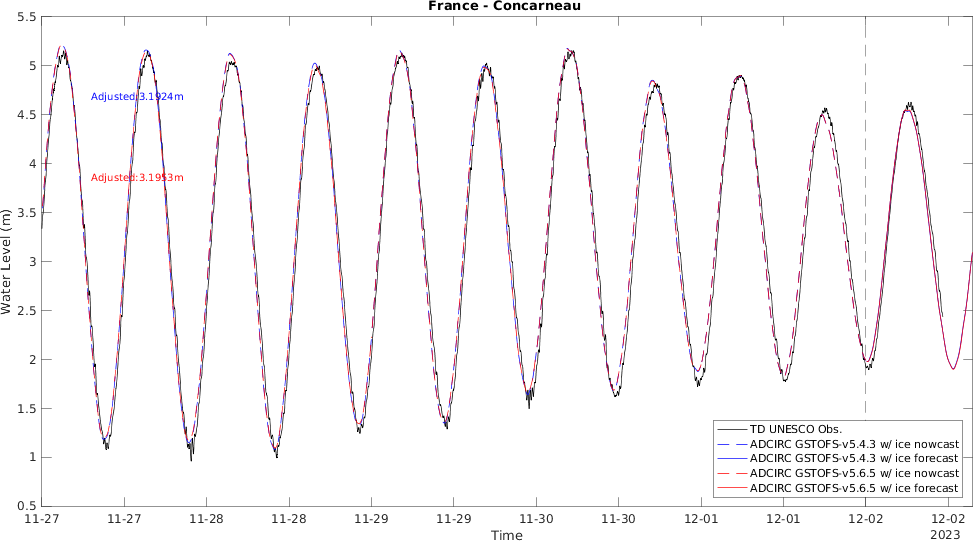 France - Concarneau
5.5
5
4.5
4
3.5
3
2.5
2
1.5
1
0.5
Water Level (m)
Adjusted:3.1924m
Adjusted:3.1953m
TD UNESCO Obs.
ADCIRC GSTOFS-v5.4.3 w/ ice nowcast
ADCIRC GSTOFS-v5.4.3 w/ ice forecast
ADCIRC GSTOFS-v5.6.5 w/ ice nowcast
ADCIRC GSTOFS-v5.6.5 w/ ice forecast
11-27 11-27 11-28 11-28 11-29 11-29 11-30 11-30 12-01 12-01 12-02 12-02
2023
Time